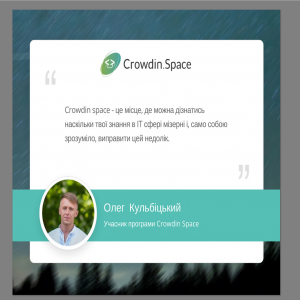 Crowdin.Space
Crowdin space - це місце, де можна дізнатись
наскільки твої знання в ІТ сфері мізерні і, само собою
зрозуміло, виправити цей недолік.
Олег Кульбіцький
Учасник програми Crowdin Space